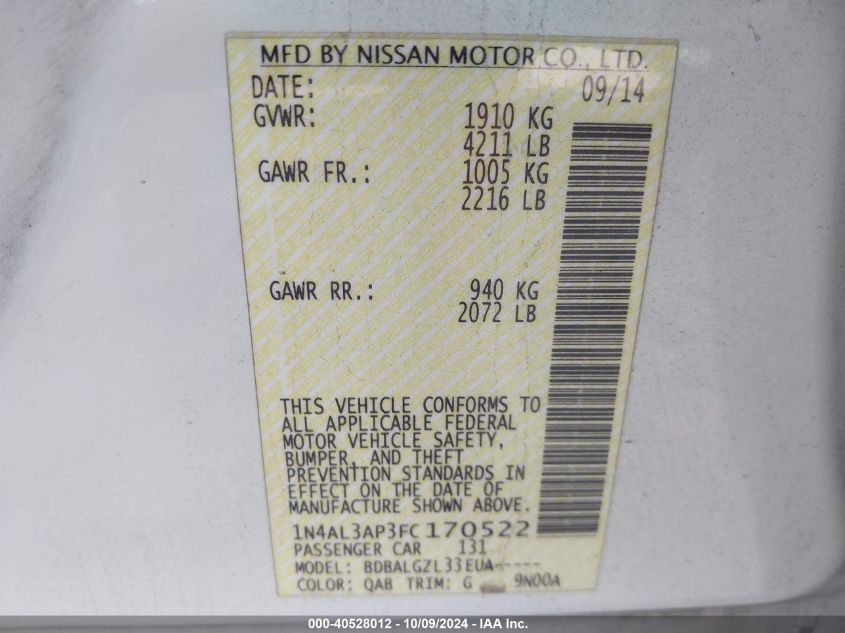 MFD BY NISSAN MOTOR CO., LTD.
DATE: 09/14
GVWR: 1910 KG
4211 LB
GAWR FR.: 1005 KG
2216 LB
GAWR RR.: 940 KG
2072 LB
THIS VEHICLE CONFORMS TO
ALL APPLICABLE FEDERAL
MOTOR VEHICLE SAFETY,
BUMPER, AND THEFT
PREVENTION STANDARDS IN
EFFECT ON THE DATE OF
MANUFACTURE SHOWN ABOVE.
1N4AL3AP3FC170522
PASSENGER CAR 131
MODEL: BDBALGZL33EUA-----
COLOR: QAB TRIM: G 9N00A
000-40528012 - 10/09/2024 - IAA Inc.